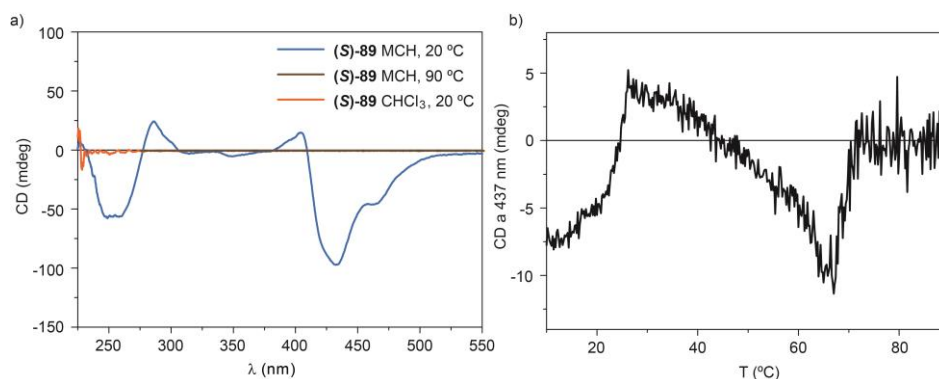 a)
(S)-89 MCH, 20 ºC
(S)-89 MCH, 90 ºC
(S)-89 CHCl3, 20 ºC
100
50
0
-50
-100
-150
CD (mdeg)
225 300 350 400 450 500 550
λ (nm)
b)
5
0
-5
-10
CD a 437 nm (mdeg)
20 40 60 80
T (ºC)